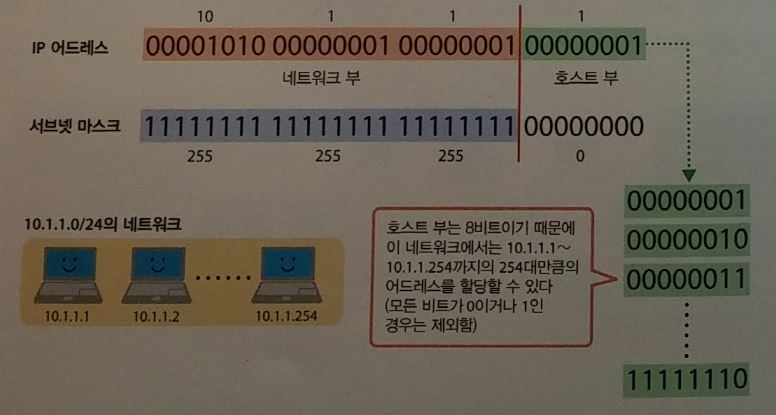 10 1 1 1
IP 어드레스 00001010 00000001 00000001 00000001
네트워크 부 호스트 부
서브넷 마스크 11111111 11111111 11111111 00000000
255 255 255 0
10.1.1.0/24의 네트워크
10.1.1.1 10.1.1.2 ...... 10.1.1.254
호스트 부는 8비트이기 때문에
이 네트워크에서는 10.1.1.1~
10.1.1.254까지의 254대만큼의
어드레스를 할당할 수 있다
(모든 비트가 0이거나 1인
경우는 제외함)
00000001
00000010
00000011
11111110